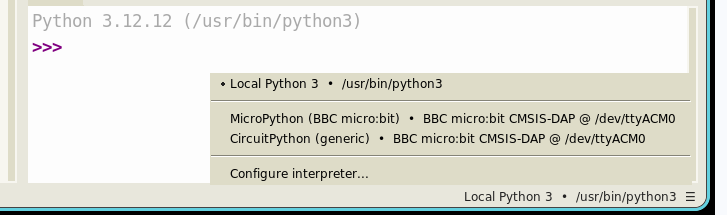 Python 3.12.12 (/usr/bin/python3)
>>>
• Local Python 3 • /usr/bin/python3
MicroPython (BBC micro:bit) • BBC micro:bit CMSIS-DAP @ /dev/ttyACM0
CircuitPython (generic) • BBC micro:bit CMSIS-DAP @ /dev/ttyACM0
Configure interpreter...
Local Python 3 • /usr/bin/python3 ☰